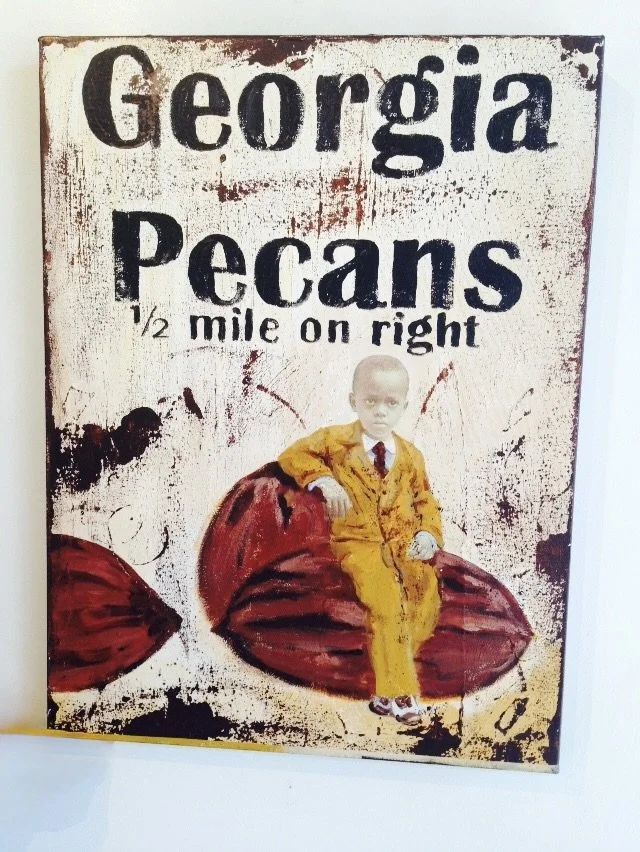 Georgia
Pecans
½ mile on right